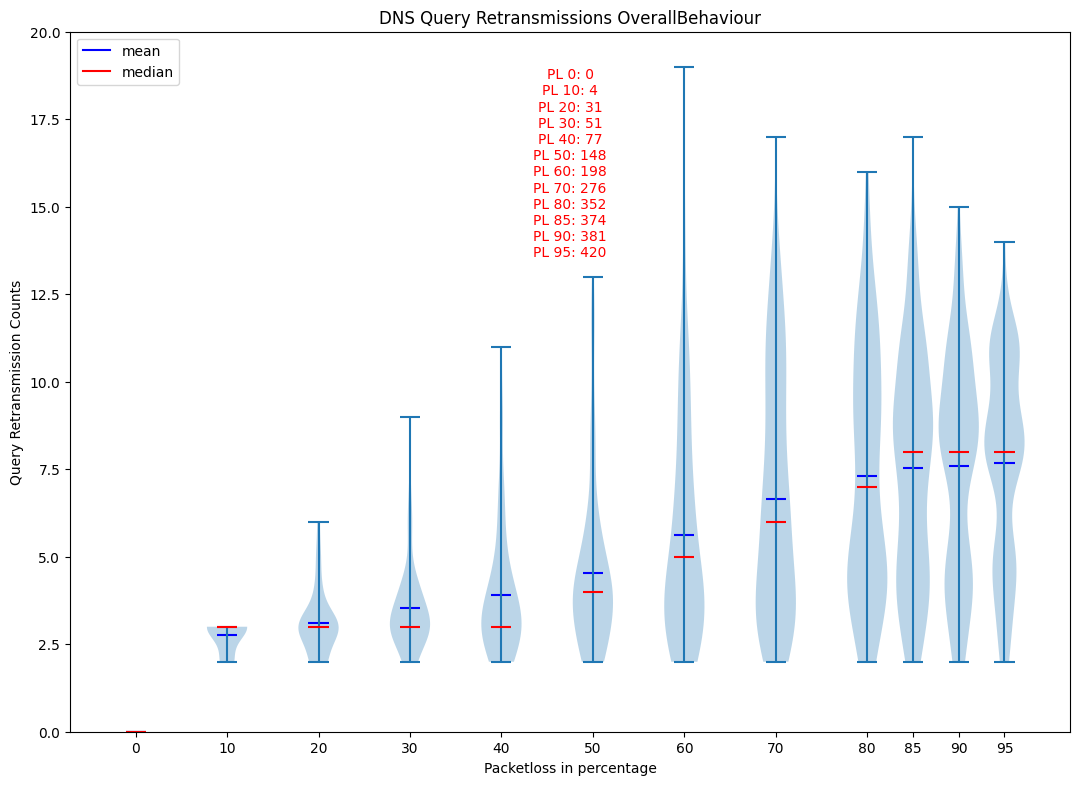 DNS Query Retransmissions OverallBehaviour
20.0
17.5
15.0
12.5
10.0
7.5
5.0
2.5
0.0
Query Retransmission Counts
mean
median
PL 0: 0
PL 10: 4
PL 20: 31
PL 30: 51
PL 40: 77
PL 50: 148
PL 60: 198
PL 70: 276
PL 80: 352
PL 85: 374
PL 90: 381
PL 95: 420
0 10 20 30 40 50 60 70 80 85 90 95
Packetloss in percentage